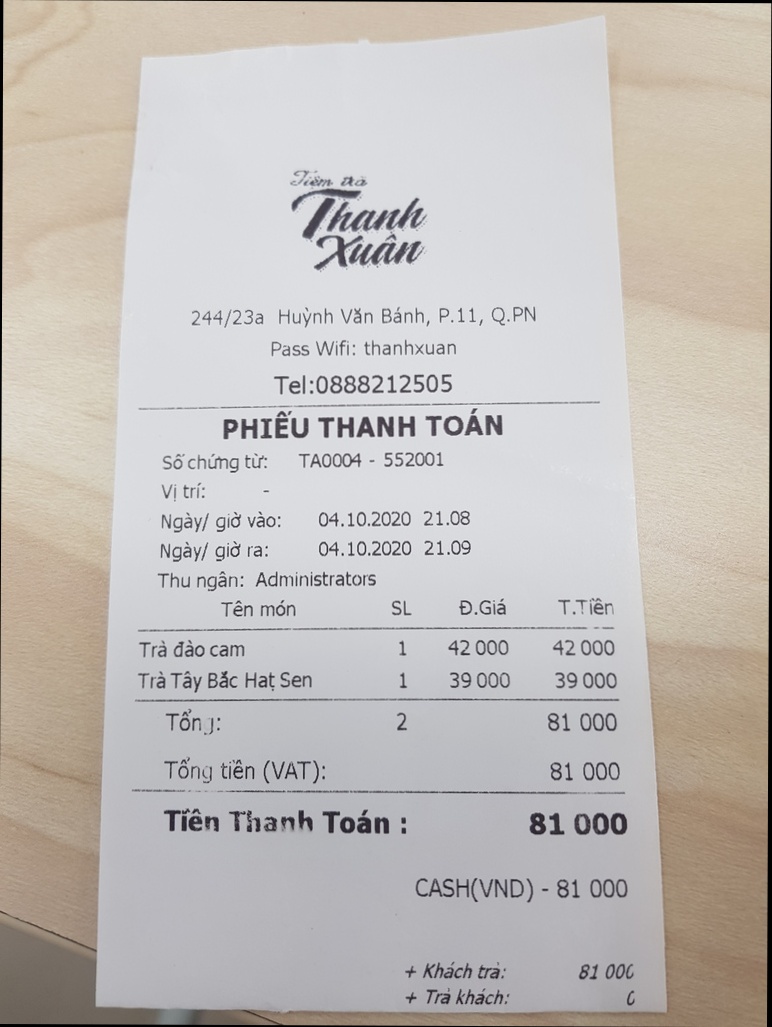 Tiệm trà
Thanh
Xuân
244/23a Huỳnh Văn Bánh, P.11, Q.PN
Pass Wifi: thanhxuan
Tel:0888212505
PHIẾU THANH TOÁN
Số chứng từ: TA0004 - 552001
Vị trí: -
Ngày/ giờ vào: 04.10.2020 21.08
Ngày/ giờ ra: 04.10.2020 21.09
Thu ngân: Administrators
Tên món SL Đ.Giá T.Tiền
Trà đào cam 1 42 000 42 000
Trà Tây Bắc Hạt Sen 1 39 000 39 000
Tổng: 2 81 000
Tổng tiền (VAT): 81 000
Tiền Thanh Toán : 81 000
CASH(VND) - 81 000
+ Khách trả: 81 000
+ Trả khách: 0